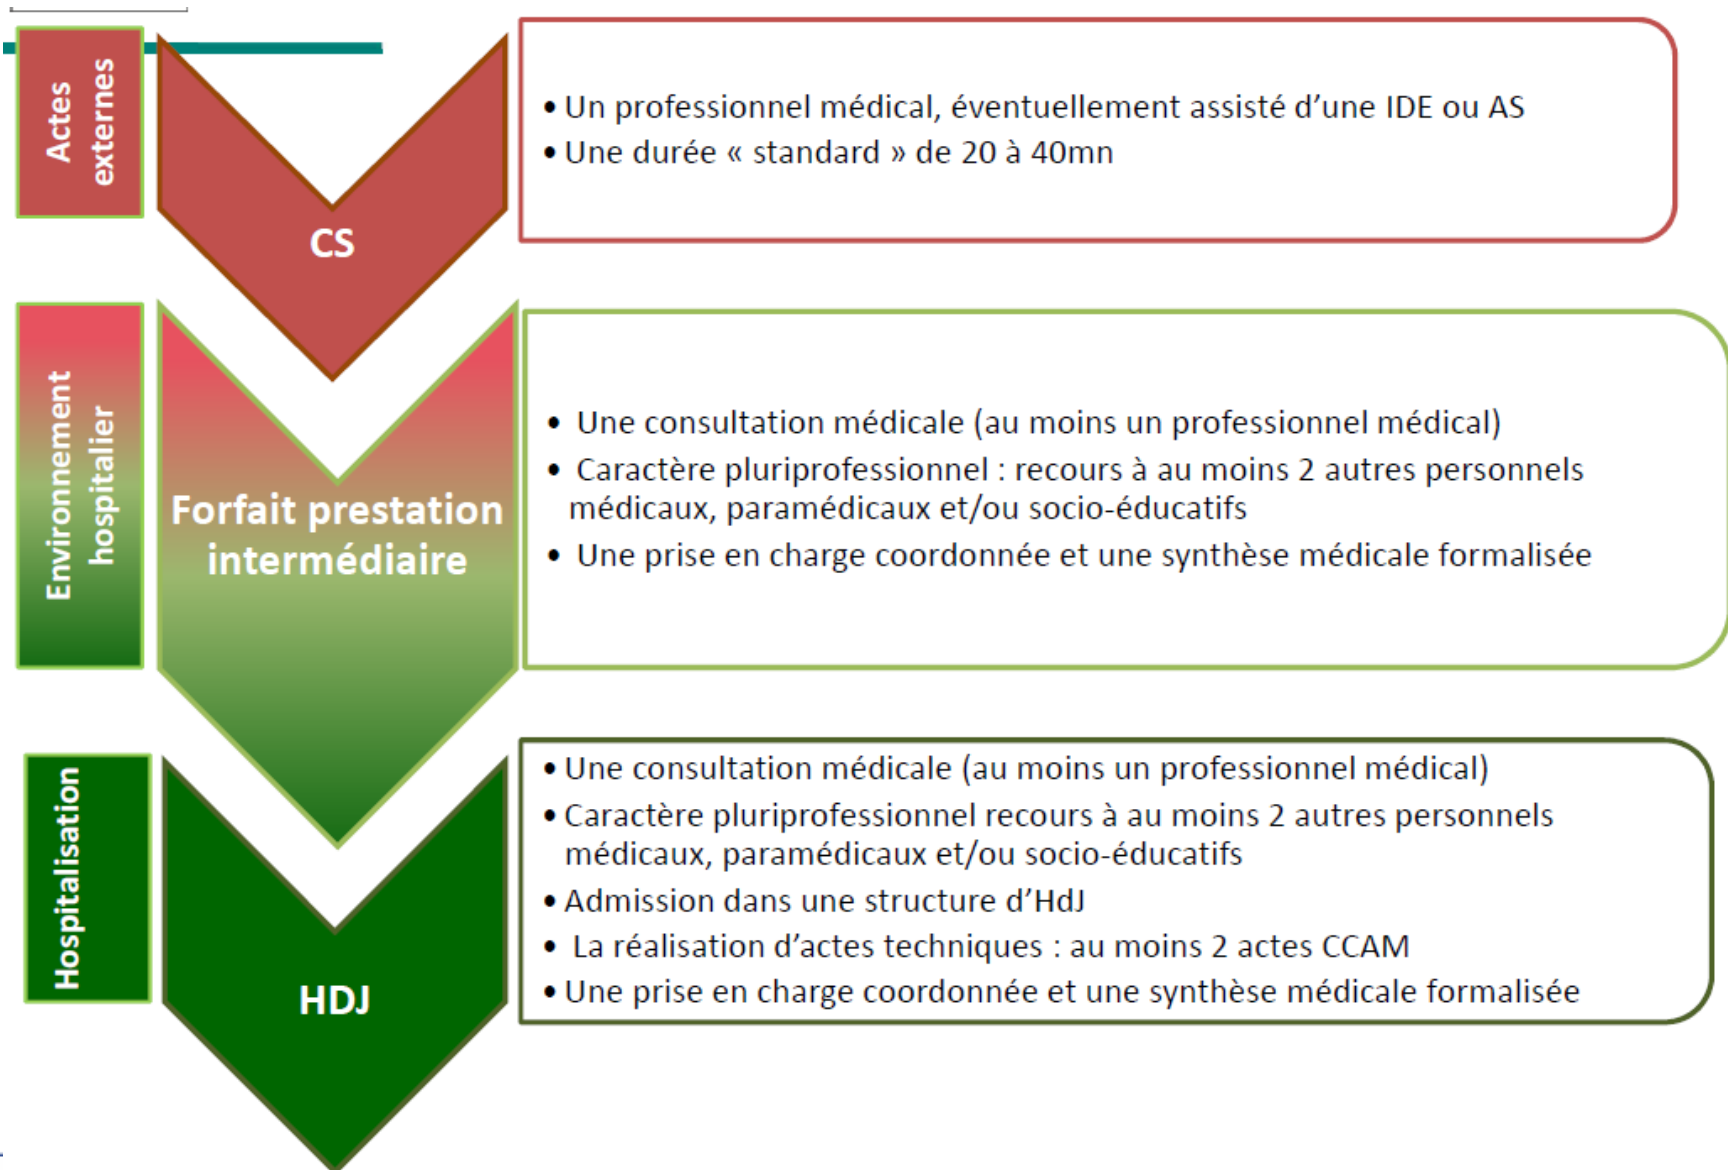 Actes
externes
CS
• Un professionnel médical, éventuellement assisté d’une IDE ou AS
• Une durée « standard » de 20 à 40mn
Environnement
hospitalier
Forfait prestation
intermédiaire
• Une consultation médicale (au moins un professionnel médical)
• Caractère pluriprofessionnel : recours à au moins 2 autres personnels
médicaux, paramédicaux et/ou socio-éducatifs
• Une prise en charge coordonnée et une synthèse médicale formalisée
Hospitalisation
HDJ
• Une consultation médicale (au moins un professionnel médical)
• Caractère pluriprofessionnel recours à au moins 2 autres personnels
médicaux, paramédicaux et/ou socio-éducatifs
• Admission dans une structure d’HdJ
• La réalisation d’actes techniques : au moins 2 actes CCAM
• Une prise en charge coordonnée et une synthèse médicale formalisée